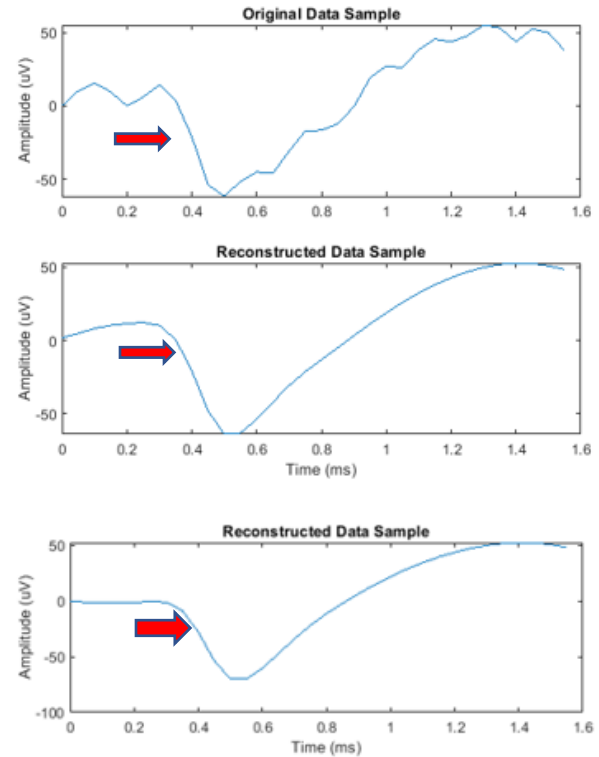 Original Data Sample
50
0
-50
Amplitude (uV)
0 0.2 0.4 0.6 0.8 1 1.2 1.4 1.6
Reconstructed Data Sample
50
0
-50
Amplitude (uV)
0 0.2 0.4 0.6 0.8 1 1.2 1.4 1.6
Time (ms)
Reconstructed Data Sample
50
0
-50
-100
Amplitude (uV)
0 0.2 0.4 0.6 0.8 1 1.2 1.4 1.6
Time (ms)